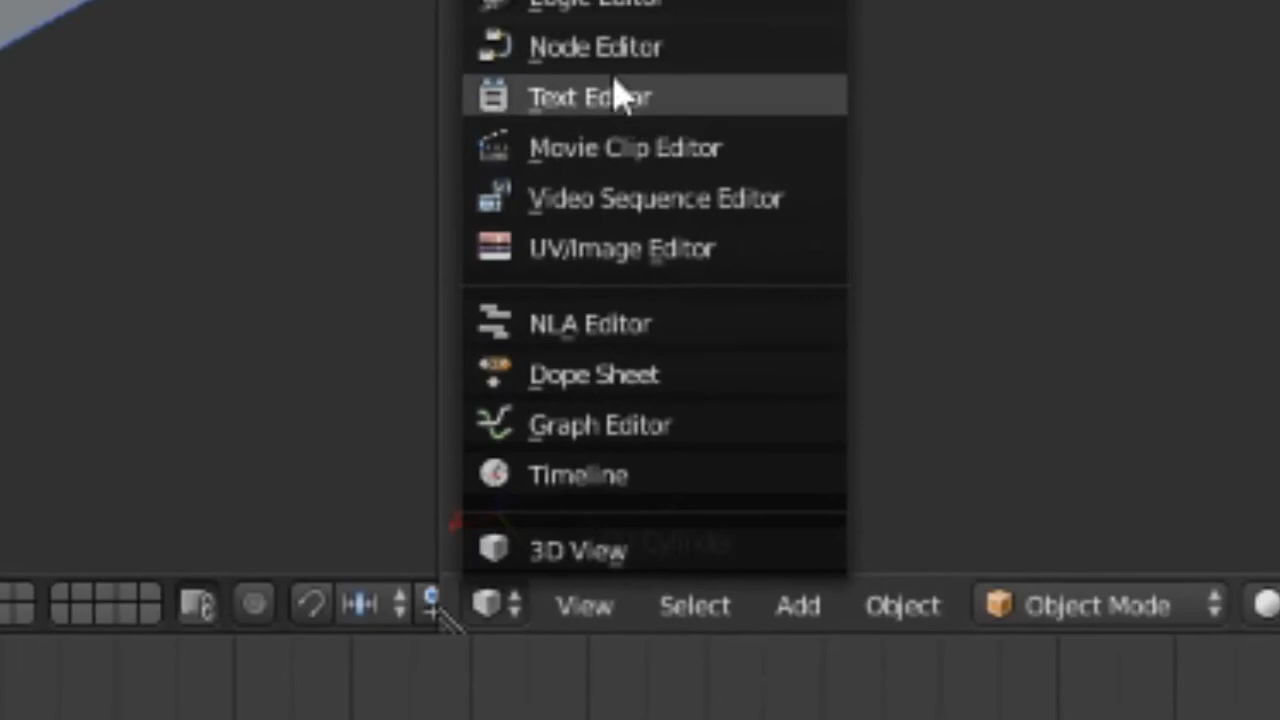 Logic Editor
Node Editor
Text Editor
Movie Clip Editor
Video Sequence Editor
UV/Image Editor
NLA Editor
Dope Sheet
Graph Editor
Timeline
3D View
View Select Add Object Object Mode